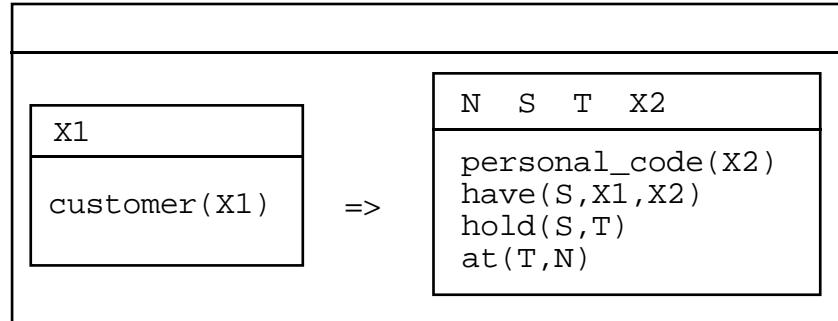 X1
customer(X1)
=>
N S T X2
personal_code(X2)
have(S,X1,X2)
hold(S,T)
at(T,N)